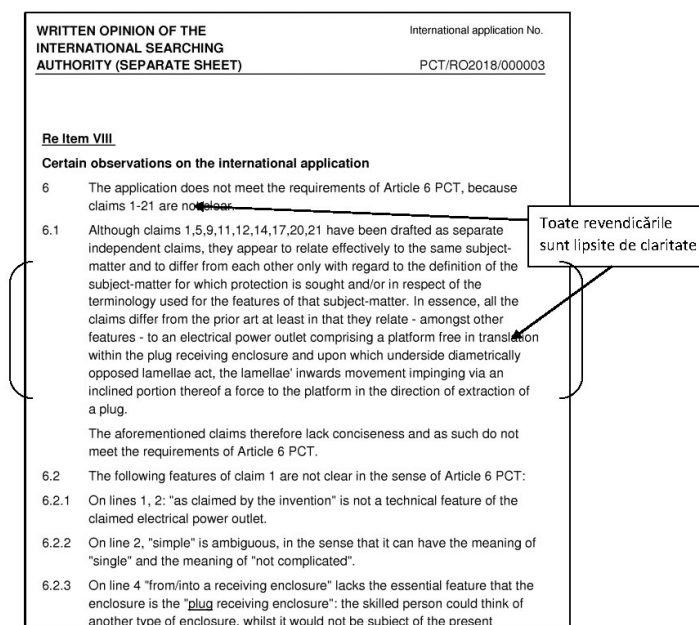 WRITTEN OPINION OF THE
INTERNATIONAL SEARCHING
AUTHORITY (SEPARATE SHEET)
International application No.
PCT/RO2018/000003
Re Item VIII
Certain observations on the international application
6 The application does not meet the requirements of Article 6 PCT, because
claims 1-21 are not clear.
6.1 Although claims 1,5,9,11,12,14,17,20,21 have been drafted as separate
independent claims, they appear to relate effectively to the same subject-
matter and to differ from each other only with regard to the definition of the
subject-matter for which protection is sought and/or in respect of the
terminology used for the features of that subject-matter. In essence, all the
claims differ from the prior art at least in that they relate - amongst other
features - to an electrical power outlet comprising a platform free in translation
within the plug receiving enclosure and upon which underside diametrically
opposed lamellae act, the lamellae' inwards movement impinging via an
inclined portion thereof a force to the platform in the direction of extraction of
a plug.
The aforementioned claims therefore lack conciseness and as such do not
meet the requirements of Article 6 PCT.
6.2 The following features of claim 1 are not clear in the sense of Article 6 PCT:
6.2.1 On lines 1, 2: "as claimed by the invention" is not a technical feature of the
claimed electrical power outlet.
6.2.2 On line 2, "simple" is ambiguous, in the sense that it can have the meaning of
"single" and the meaning of "not complicated".
6.2.3 On line 4 "from/into a receiving enclosure" lacks the essential feature that the
enclosure is the "plug receiving enclosure": the skilled person could think of
another type of enclosure, whilst it would not be subject of the present
Toate revendicările
sunt lipsite de claritate